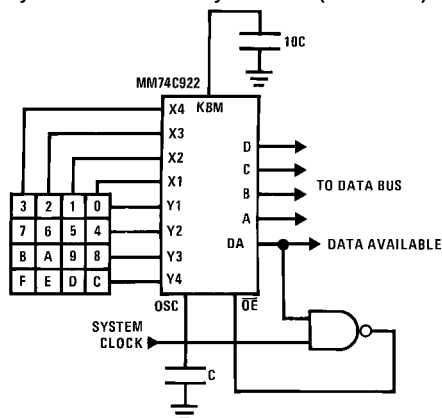 10C
MM74C922
X4 KBM
X3
X2
X1
Y1
Y2
Y3
Y4
D
C
B
A
DA
TO DATA BUS
DATA AVAILABLE
3 2 1 0
7 6 5 4
B A 9 8
F E D C
OSC
OE
SYSTEM
CLOCK
C